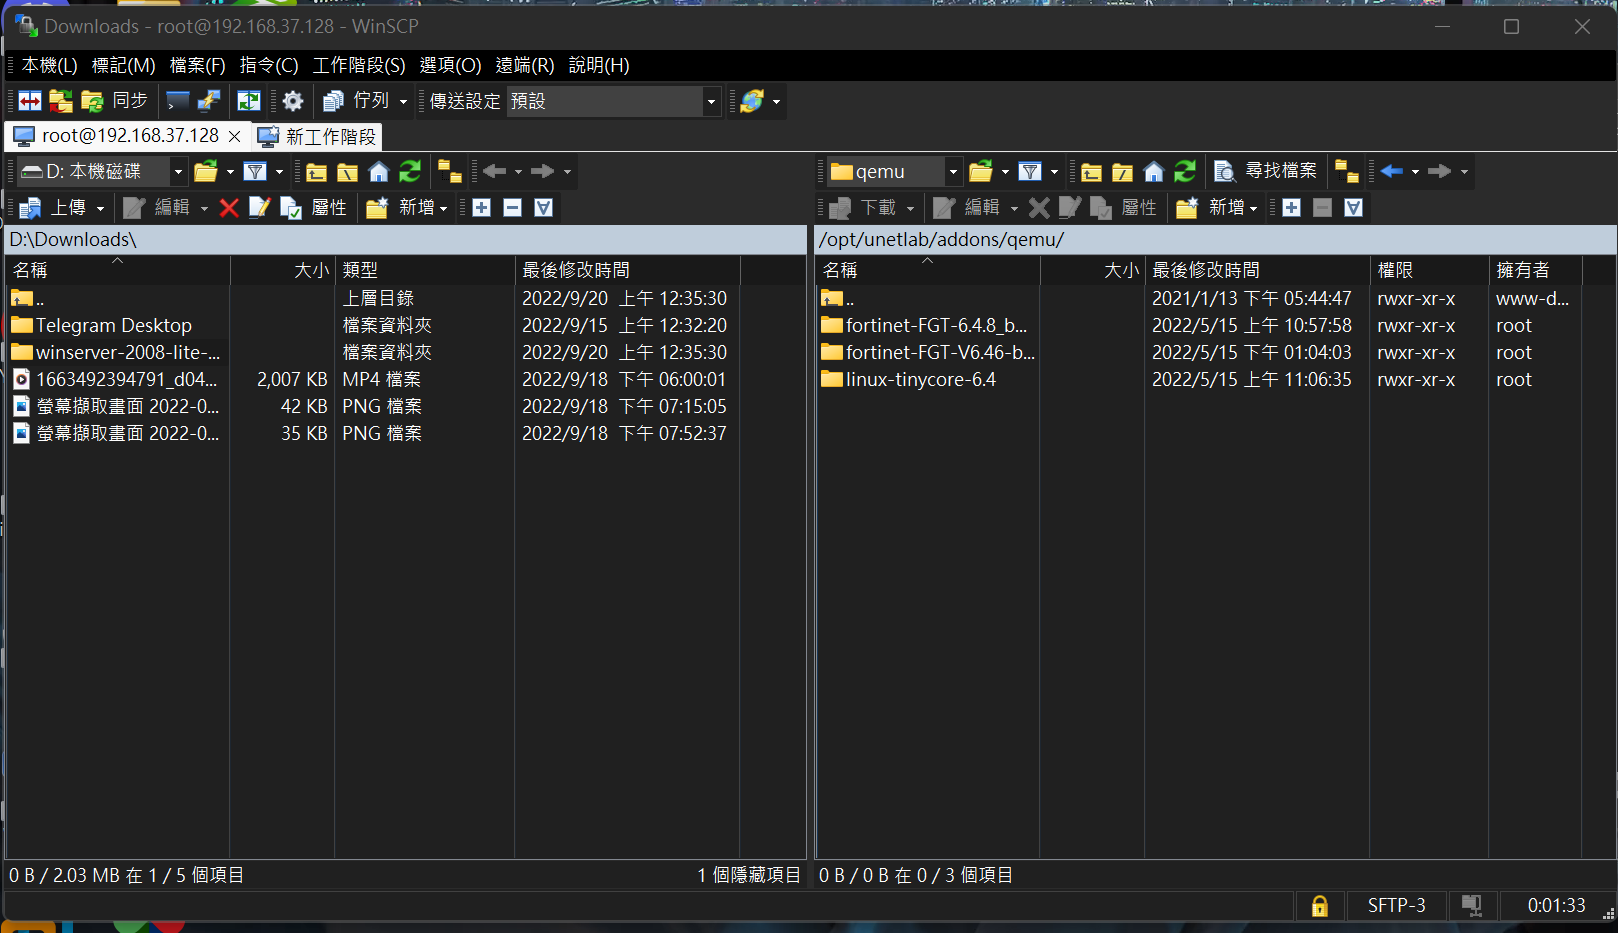 Downloads - root@192.168.37.128 - WinSCP
本機(L) 標記(M) 檔案(F) 指令(C) 工作階段(S) 選項(O) 遠端(R) 說明(H)
同步 佇列 傳送設定 預設
root@192.168.37.128 新工作階段
D: 本機磁碟
上傳 編輯 屬性 新增
D:\Downloads\
名稱 大小 類型 最後修改時間
.. 上層目錄 2022/9/20 上午 12:35:30
Telegram Desktop 檔案資料夾 2022/9/15 上午 12:32:20
winserver-2008-lite-... 檔案資料夾 2022/9/20 上午 12:35:30
1663492394791_d04... 2,007 KB MP4 檔案 2022/9/18 下午 06:00:01
螢幕擷取畫面 2022-0... 42 KB PNG 檔案 2022/9/18 下午 07:15:05
螢幕擷取畫面 2022-0... 35 KB PNG 檔案 2022/9/18 下午 07:52:37
0 B / 2.03 MB 在 1 / 5 個項目 1 個隱藏項目
qemu 尋找檔案
下載 編輯 屬性 新增
/opt/unetlab/addons/qemu/
名稱 大小 最後修改時間 權限 擁有者
.. 2021/1/13 下午 05:44:47 rwxr-xr-x www-d...
fortinet-FGT-6.4.8_b... 2022/5/15 上午 10:57:58 rwxr-xr-x root
fortinet-FGT-V6.46-b... 2022/5/15 下午 01:04:03 rwxr-xr-x root
linux-tinycore-6.4 2022/5/15 上午 11:06:35 rwxr-xr-x root
0 B / 0 B 在 0 / 3 個項目
SFTP-3 0:01:33